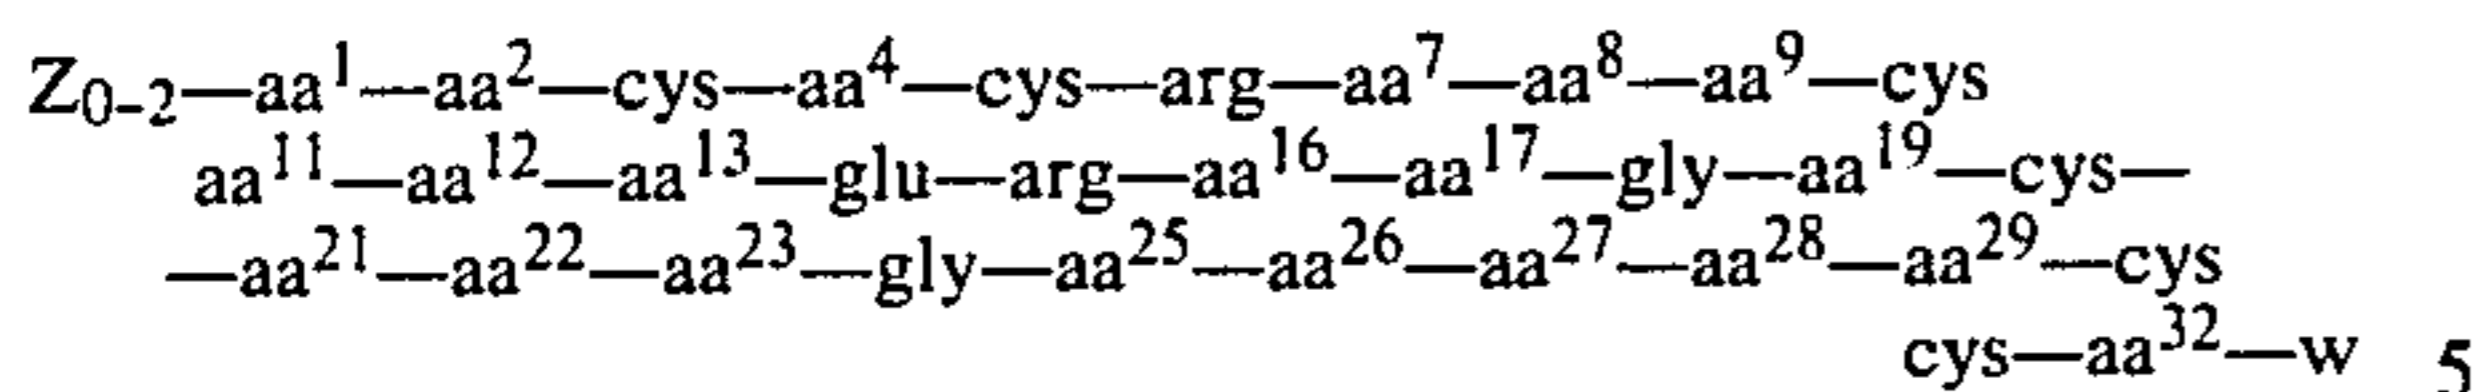 Z₀₋₂—aa¹—aa²—cys—aa⁴—cys—arg—aa⁷—aa⁸—aa⁹—cys
aa¹¹—aa¹²—aa¹³—glu—arg—aa¹⁶—aa¹⁷—gly—aa¹⁹—cys—
—aa²¹—aa²²—aa²³—gly—aa²⁵—aa²⁶—aa²⁷—aa²⁸—aa²⁹—cys
cys—aa³²—w 5